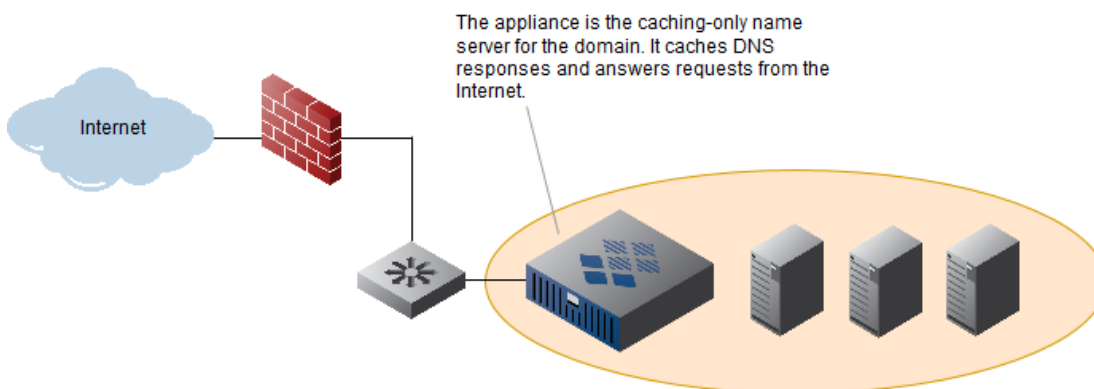 The appliance is the caching-only name
server for the domain. It caches DNS
responses and answers requests from the
Internet.
Internet